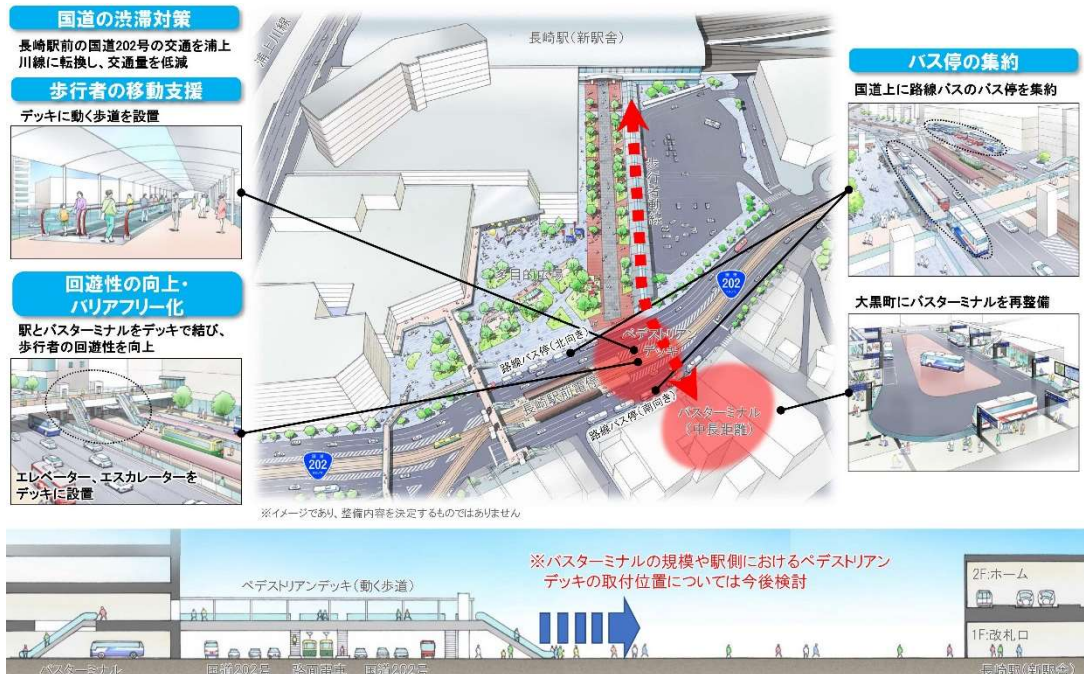 国道の渋滞対策
長崎駅前の国道202号の交通を浦上
川線に転換し、交通量を低減
歩行者の移動支援
デッキに動く歩道を設置
回遊性の向上・
バリアフリー化
駅とバスターミナルをデッキで結び、
歩行者の回遊性を向上
エレベーター、エスカレーターを
デッキに設置
浦上川線
長崎駅(新駅舎)
歩行者動線
多目的広場
国道
202
ペデストリアン
デッキ
路線バス停(北向き)
長崎駅前電停
路線バス停(南向き)
バスターミナル
(中長距離)
国道
202
※イメージであり、整備内容を決定するものではありません
バス停の集約
国道上に路線バスのバス停を集約
大黒町にバスターミナルを再整備
※バスターミナルの規模や駅側におけるペデストリアン
デッキの取付位置については今後検討
ペデストリアンデッキ(動く歩道)
2F:ホーム
1F:改札口
バスターミナル
国道202号
路面電車
国道202号
長崎駅(新駅舎)